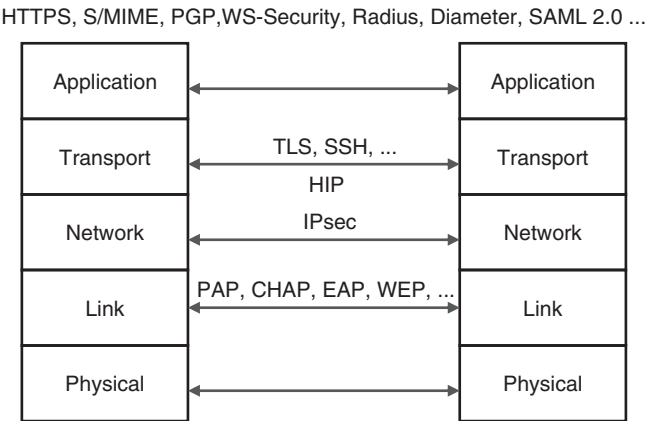 HTTPS, S/MIME, PGP,WS-Security, Radius, Diameter, SAML 2.0 ...
Application
Application
Transport
TLS, SSH, ...
Transport
HIP
Network
IPsec
Network
Link
PAP, CHAP, EAP, WEP, ...
Link
Physical
Physical